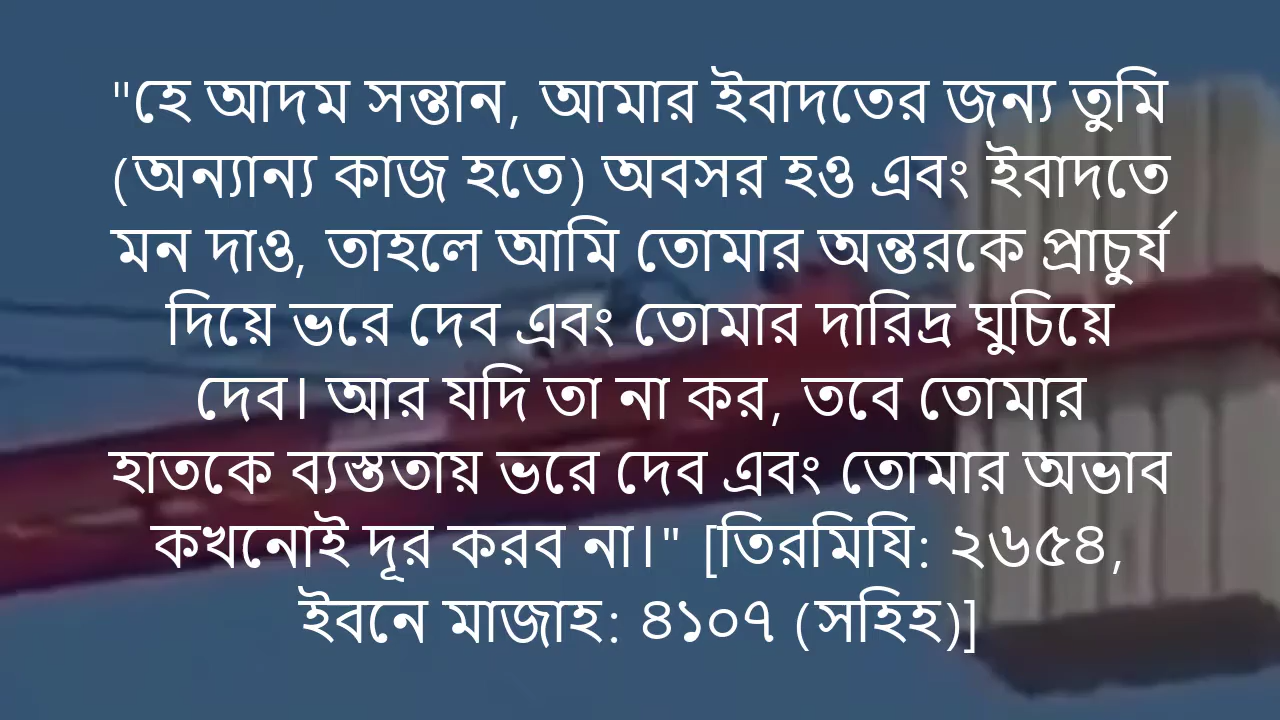 "হে আদম সন্তান, আমার ইবাদতের জন্য তুমি
(অন্যান্য কাজ হতে) অবসর হও এবং ইবাদতে
মন দাও, তাহলে আমি তোমার অন্তরকে প্রাচুর্য
দিয়ে ভরে দেব এবং তোমার দারিদ্র ঘুচিয়ে
দেব। আর যদি তা না কর, তবে তোমার
হাতকে ব্যস্ততায় ভরে দেব এবং তোমার অভাব
কখনোই দূর করব না।" [তিরমিযি: ২৬৫৪,
ইবনে মাজাহ: ৪১০৭ (সহিহ)]